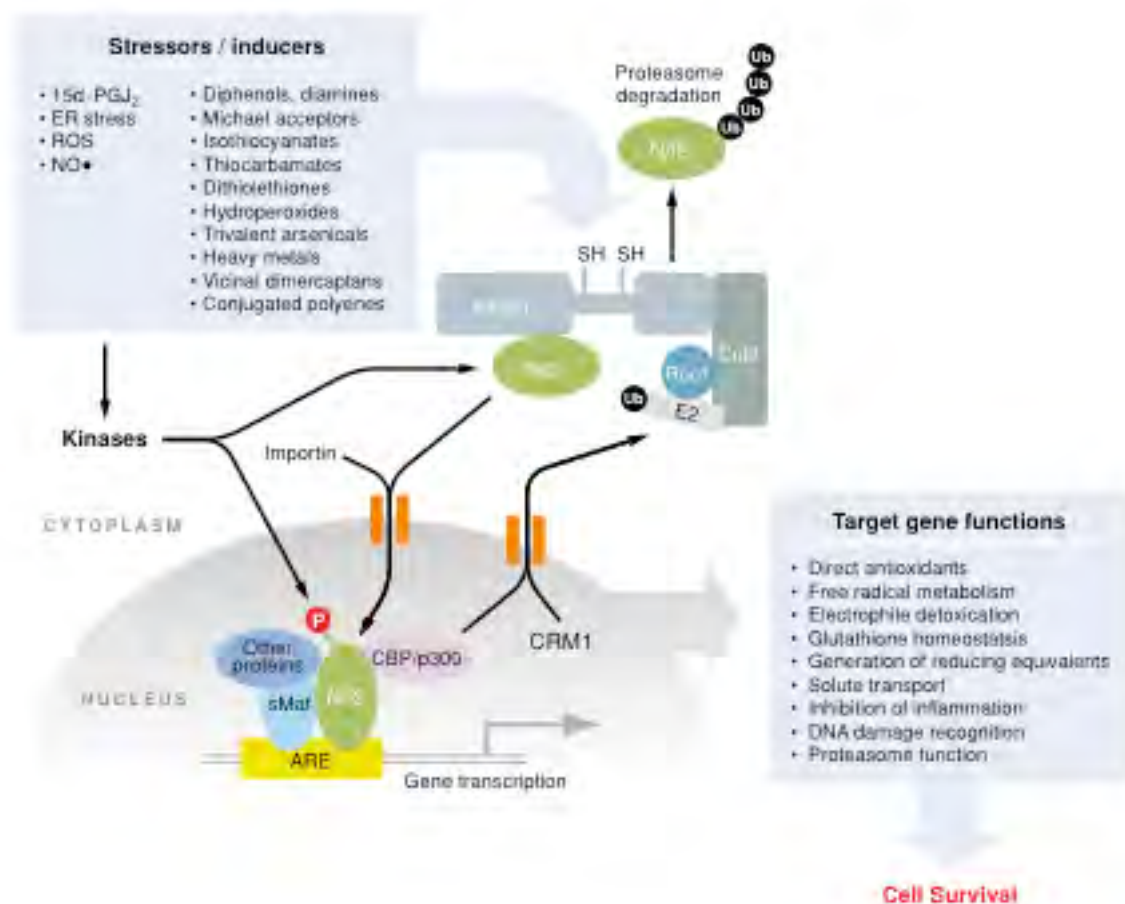 Stressors / inducers
• 15d-PGJ2
• ER stress
• ROS
• NO•
• Diphenols, diamines
• Michael acceptors
• Isothiocyanates
• Thiocarbamates
• Dithiolethiones
• Hydroperoxides
• Trivalent arsenicals
• Heavy metals
• Vicinal dimercaptans
• Conjugated polyenes
Proteasome
degradation
Ub
Ub
Ub
Ub
SH SH
Ub
E2
Kinases
Importin
CYTOPLASM
P
Other
proteins
CBP/p300
CRM1
NUCLEUS
sMaf
ARE
Gene transcription
Target gene functions
• Direct antioxidants
• Free radical metabolism
• Electrophile detoxication
• Glutathione homeostatsis
• Generation of reducing equivalents
• Solute transport
• Inhibition of inflammation
• DNA damage recognition
• Proteasome function
Cell Survival